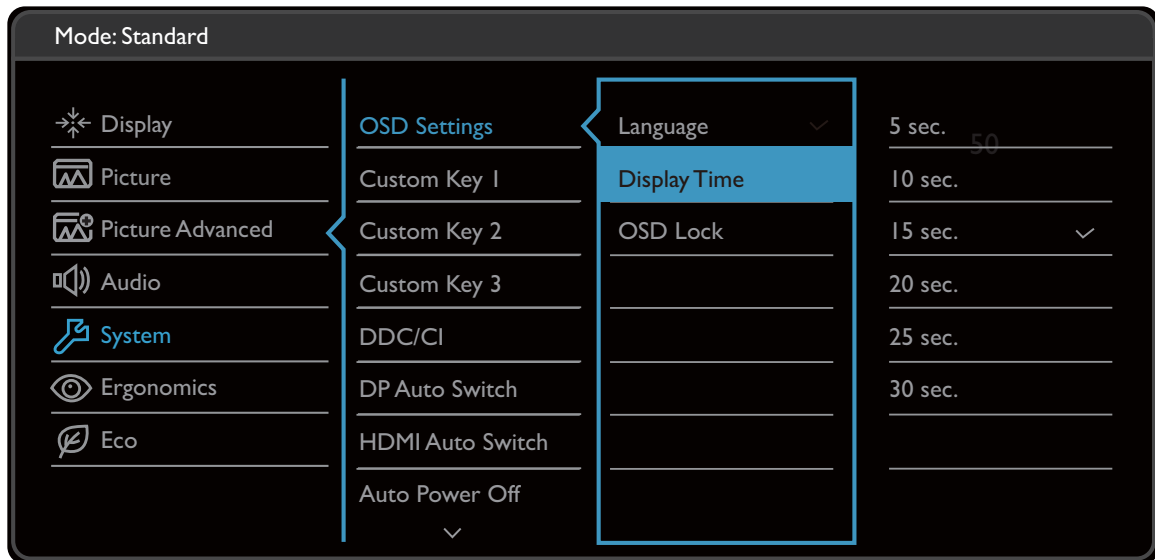 Mode: Standard
Display
Picture
Picture Advanced
Audio
System
Ergonomics
Eco
OSD Settings
Custom Key 1
Custom Key 2
Custom Key 3
DDC/CI
DP Auto Switch
HDMI Auto Switch
Auto Power Off
Language
Display Time
OSD Lock
5 sec.
50
10 sec.
15 sec.
20 sec.
25 sec.
30 sec.